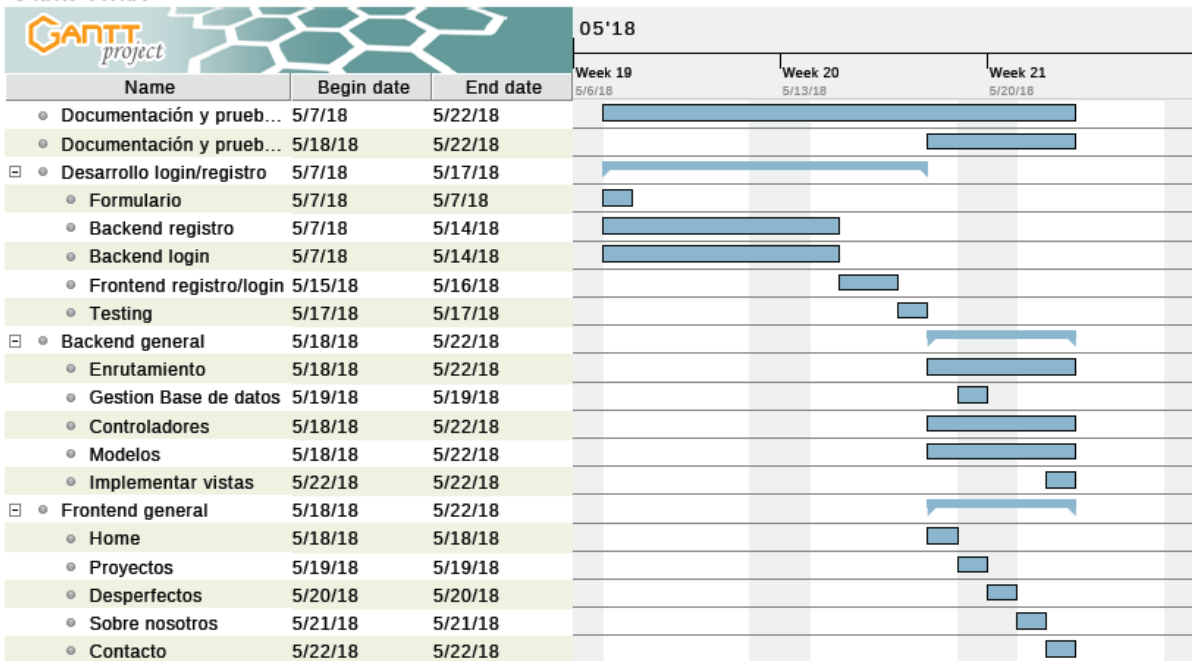 GANTT
project
05'18
Week 19 Week 20 Week 21
5/6/18 5/13/18 5/20/18
Name Begin date End date
Documentación y prueb... 5/7/18 5/22/18
Documentación y prueb... 5/18/18 5/22/18
Desarrollo login/registro 5/7/18 5/17/18
Formulario 5/7/18 5/7/18
Backend registro 5/7/18 5/14/18
Backend login 5/7/18 5/14/18
Frontend registro/login 5/15/18 5/16/18
Testing 5/17/18 5/17/18
Backend general 5/18/18 5/22/18
Enrutamiento 5/18/18 5/22/18
Gestion Base de datos 5/19/18 5/19/18
Controladores 5/18/18 5/22/18
Modelos 5/18/18 5/22/18
Implementar vistas 5/22/18 5/22/18
Frontend general 5/18/18 5/22/18
Home 5/18/18 5/18/18
Proyectos 5/19/18 5/19/18
Desperfectos 5/20/18 5/20/18
Sobre nosotros 5/21/18 5/21/18
Contacto 5/22/18 5/22/18